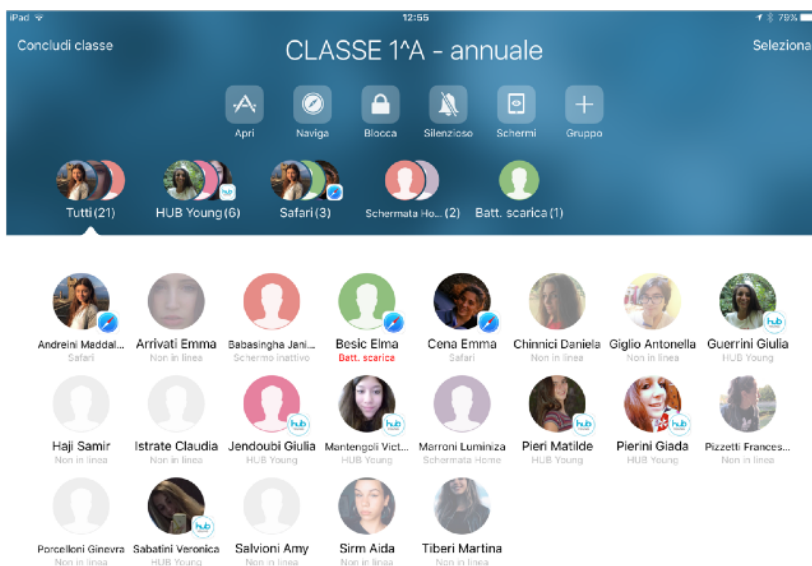 iPad 12:55 79%
Concludi classe CLASSE 1^A - annuale Seleziona
Apri Naviga Blocca Silenzioso Schermi Gruppo
Tutti (21) HUB Young (6) Safari (3) Schermata Ho... (2) Batt. scarica (1)
Andreini Maddal... Arrivati Emma Babasingha Jani... Besic Elma Cena Emma Chinnici Daniela Giglio Antonella Guerrini Giulia
Safari Non in linea Schermo inattivo Batt. scarica Safari Non in linea Non in linea HUB Young
Haji Samir Istrate Claudia Jendoubi Giulia Mantengoli Vict... Marroni Luminiza Pieri Matilde Pierini Giada Pizzetti Frances...
Non in linea Non in linea HUB Young HUB Young Schermata Home HUB Young HUB Young Non in linea
Porcelloni Ginevra Sabatini Veronica Salvioni Amy Sirm Aida Tiberi Martina
Non in linea HUB Young Non in linea Non in linea Non in linea